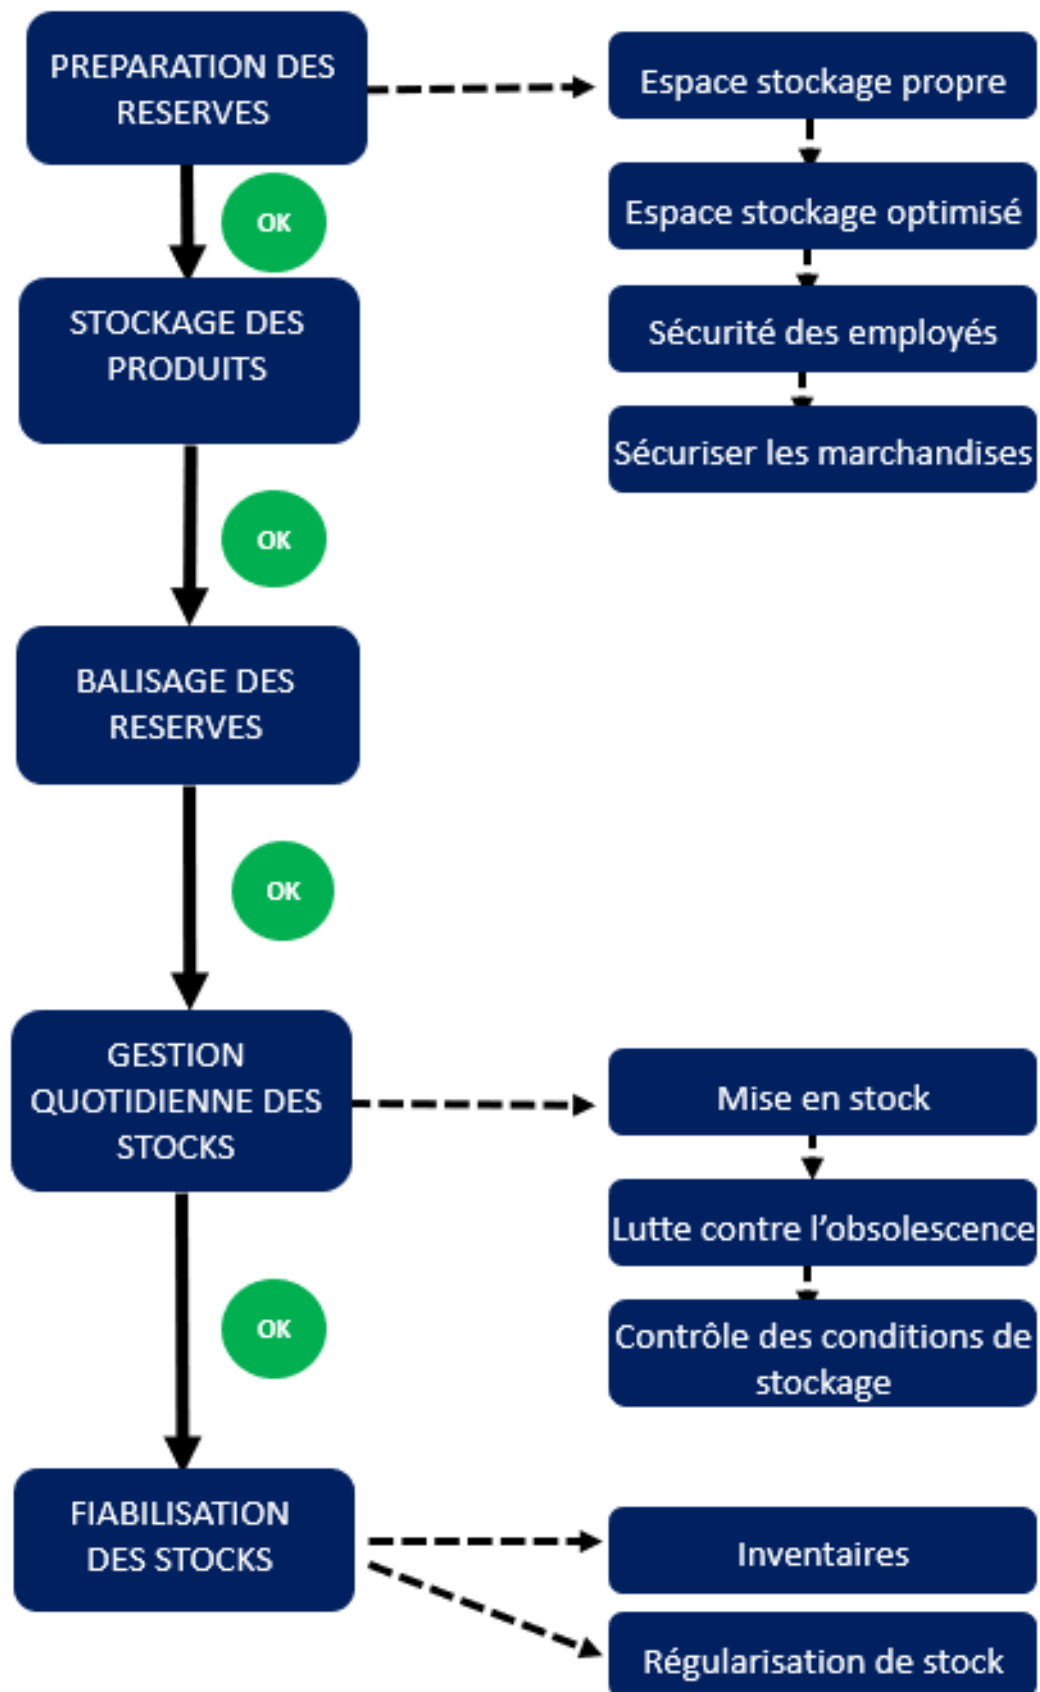 PREPARATION DES
RESERVES
Espace stockage propre
Espace stockage optimisé
Sécurité des employés
Sécuriser les marchandises
OK
STOCKAGE DES
PRODUITS
OK
BALISAGE DES
RESERVES
OK
GESTION
QUOTIDIENNE DES
STOCKS
Mise en stock
Lutte contre l’obsolescence
Contrôle des conditions de
stockage
OK
FIABILISATION
DES STOCKS
Inventaires
Régularisation de stock